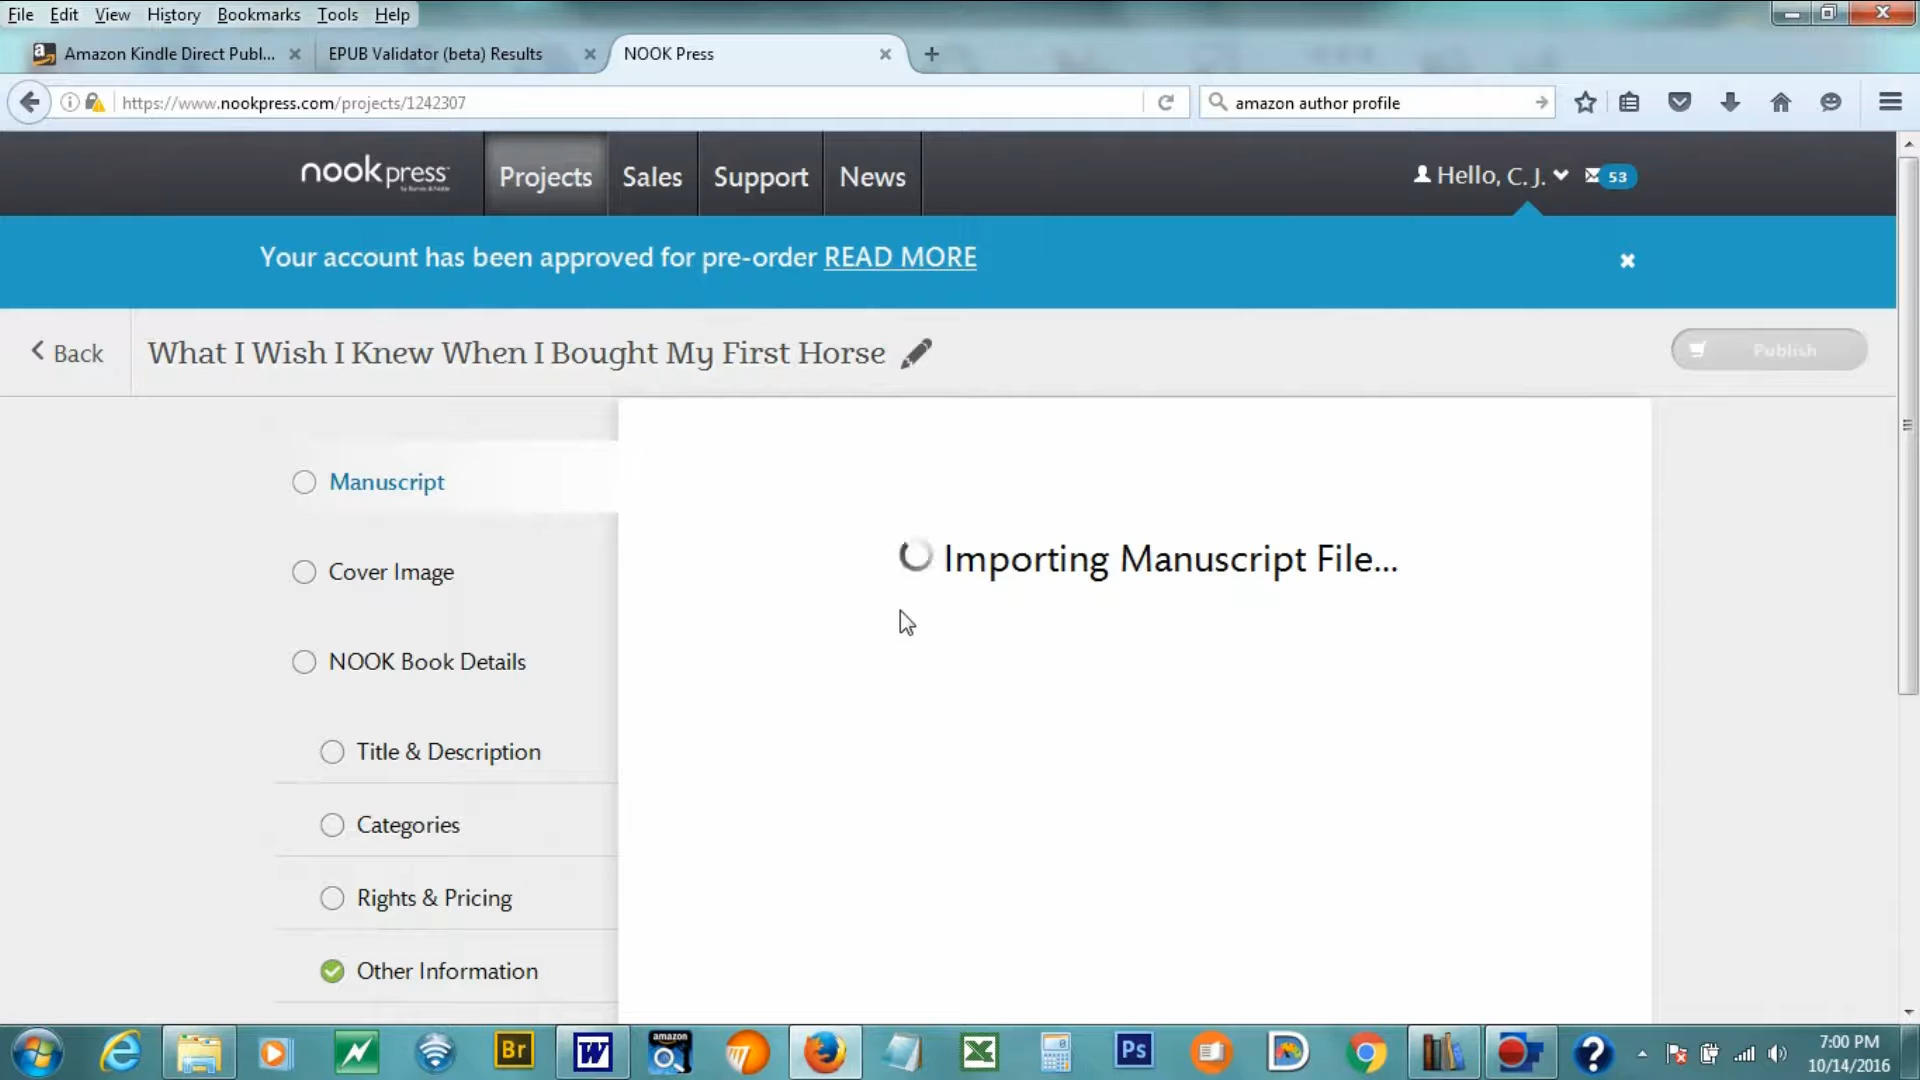 File Edit View History Bookmarks Tools Help
Amazon Kindle Direct Publ...
EPUB Validator (beta) Results
NOOK Press
https://www.nookpress.com/projects/1242307
amazon author profile
nook press
Projects
Sales
Support
News
Hello, C. J.
53
Your account has been approved for pre-order READ MORE
Back
What I Wish I Knew When I Bought My First Horse
Publish
Manuscript
Importing Manuscript File...
Cover Image
NOOK Book Details
Title & Description
Categories
Rights & Pricing
Other Information
Br
W
amazon
Ps
7:00 PM
10/14/2016